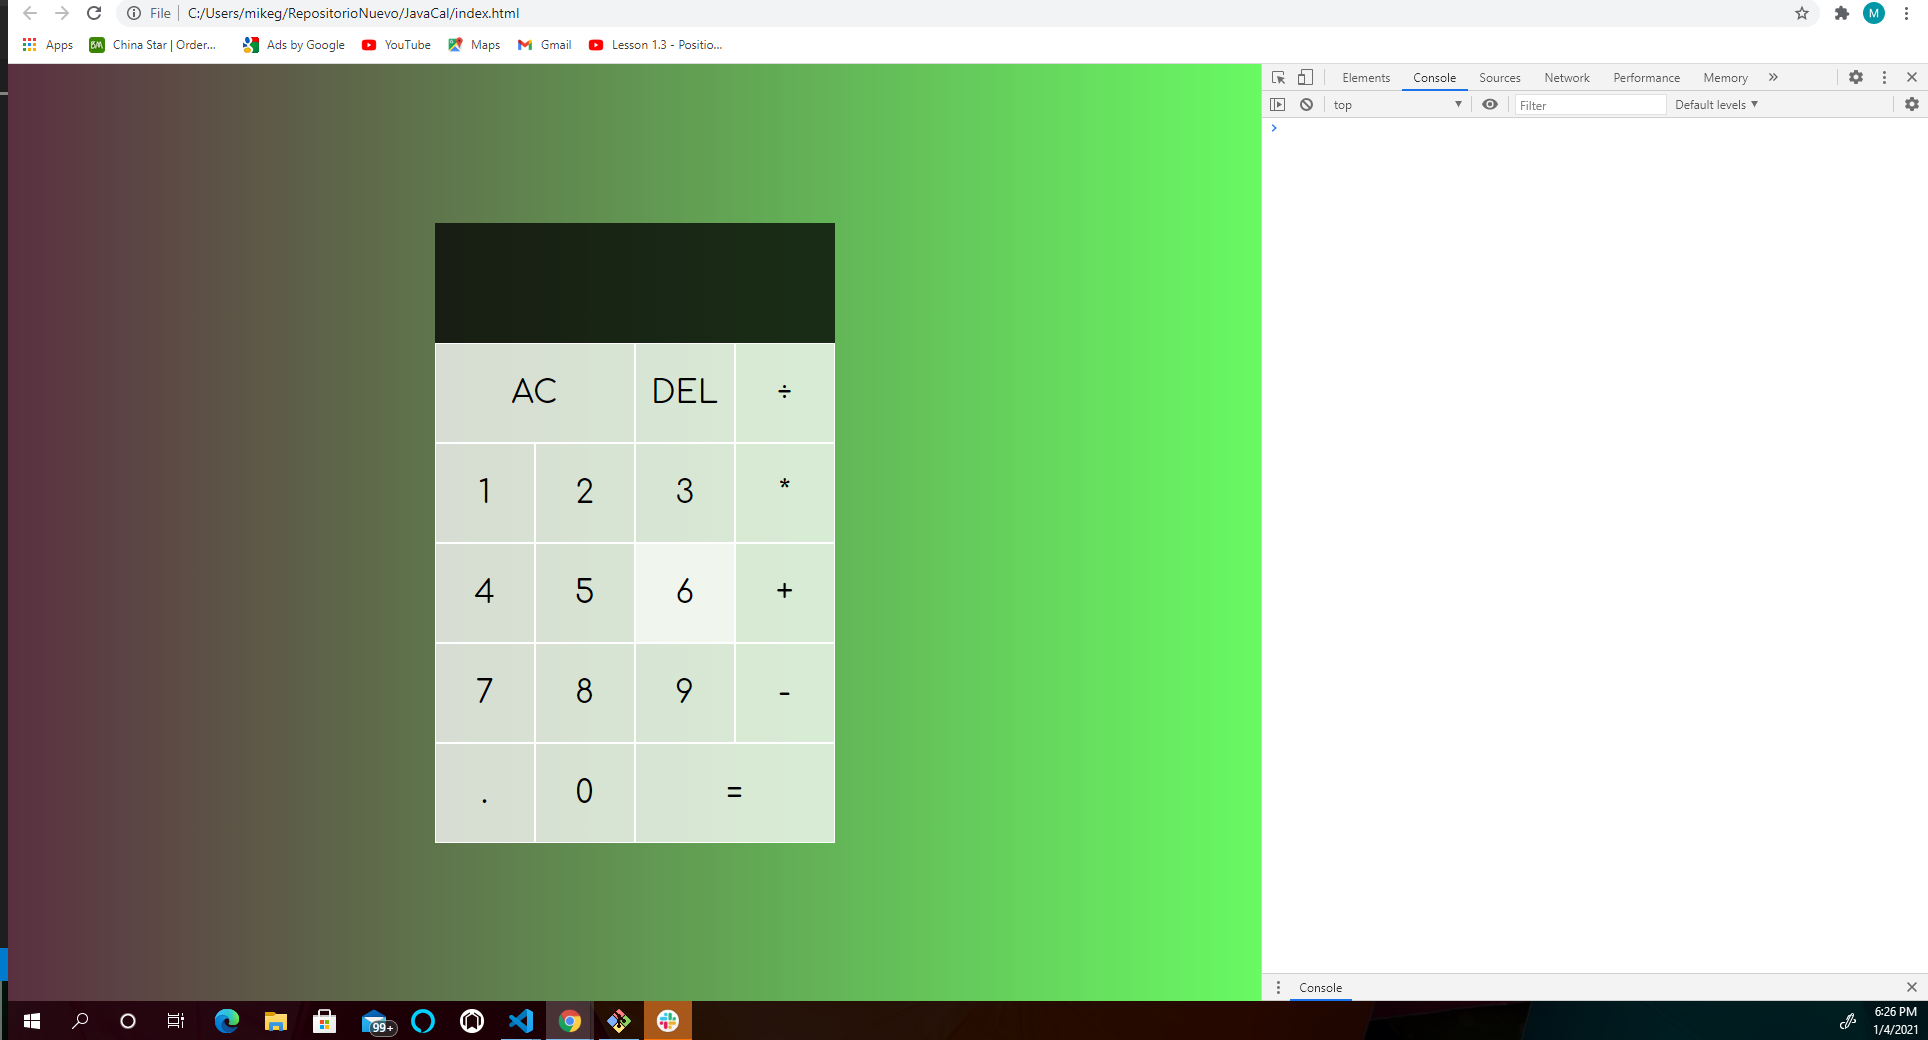 File C:/Users/mikeg/RepositorioNuevo/JavaCal/index.html M
Apps BM China Star | Order... Ads by Google YouTube Maps Gmail Lesson 1.3 - Positio...
Elements Console Sources Network Performance Memory »
top Filter Default levels
AC DEL ÷
1 2 3 *
4 5 6 +
7 8 9 -
. 0 =
Console
99+
6:26 PM
1/4/2021